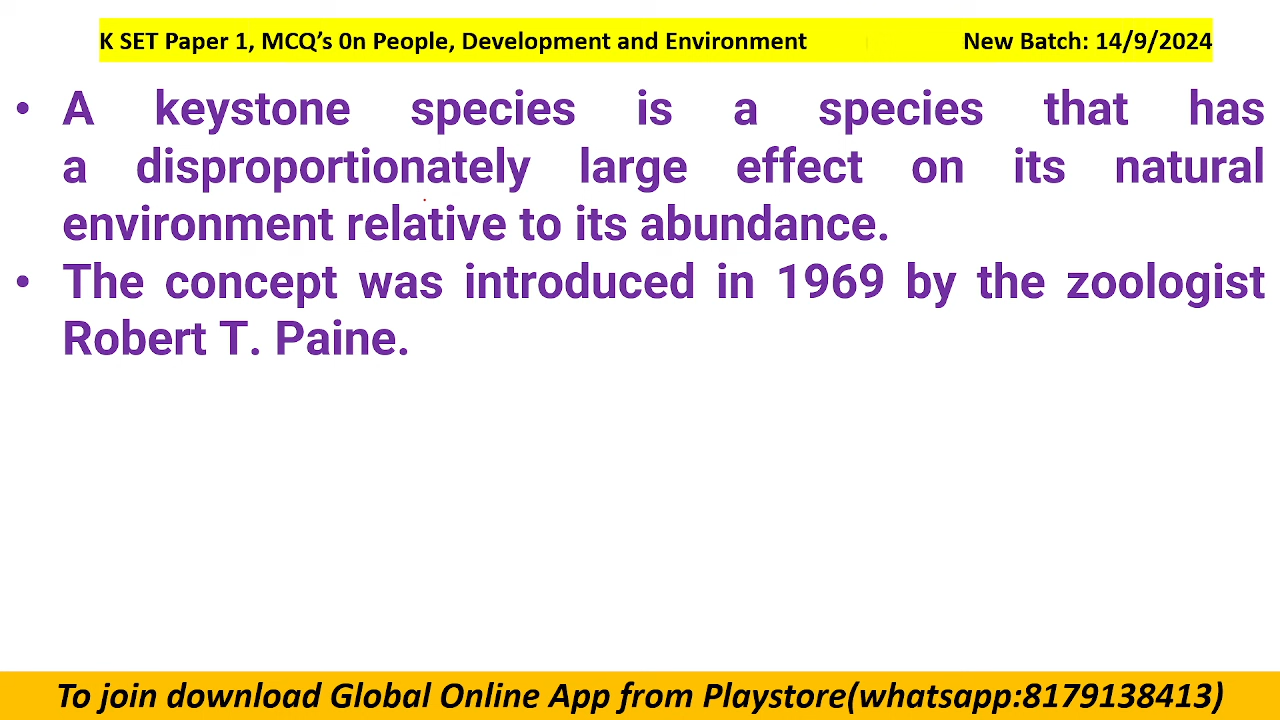 K SET Paper 1, MCQ’s 0n People, Development and Environment New Batch: 14/9/2024
• A keystone species is a species that has
a disproportionately large effect on its natural
environment relative to its abundance.
• The concept was introduced in 1969 by the zoologist
Robert T. Paine.
To join download Global Online App from Playstore(whatsapp:8179138413)